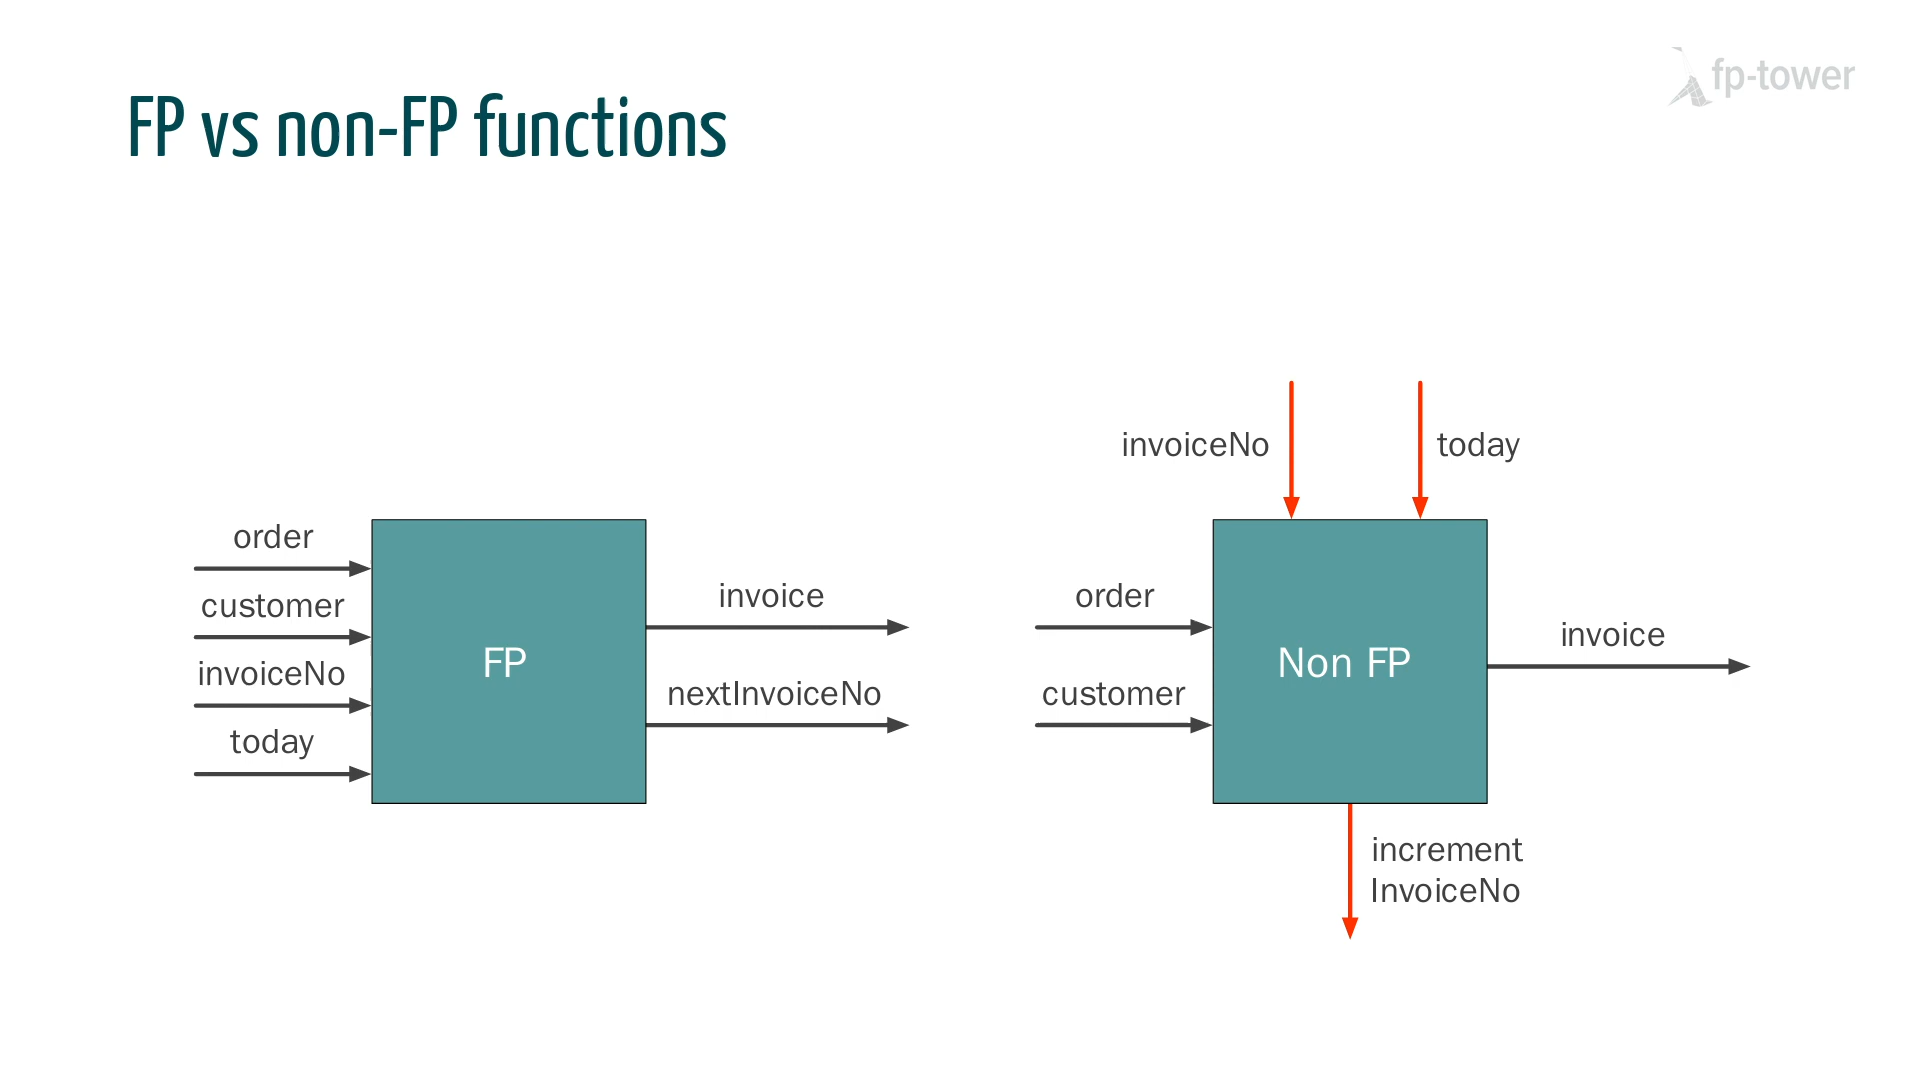 fp-tower
FP vs non-FP functions
order
customer
invoiceNo
today
FP
invoice
nextInvoiceNo
invoiceNo
today
order
customer
Non FP
invoice
increment
InvoiceNo